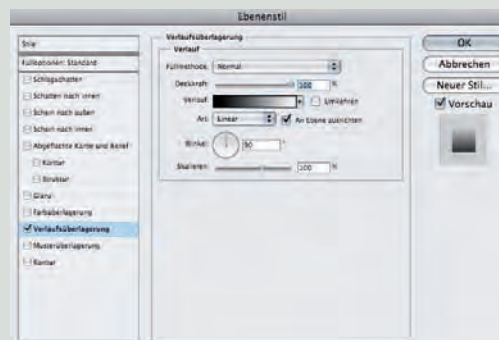 Ebenenstil
Stile
Fülloptionen: Standard
Schlagschatten
Schatten nach innen
Schein nach außen
Schein nach innen
Abgeflachte Kante und Relief
Kontur
Struktur
Glanz
Farbüberlagerung
Verlaufsüberlagerung
Musterüberlagerung
Kontur
Verlaufsüberlagerung
Verlauf
Füllmethode: Normal
Deckkraft: 100 %
Verlauf: Umkehren
Art: Linear An Ebene ausrichten
Winkel: 90 °
Skalieren: 100 %
OK
Abbrechen
Neuer Stil...
Vorschau